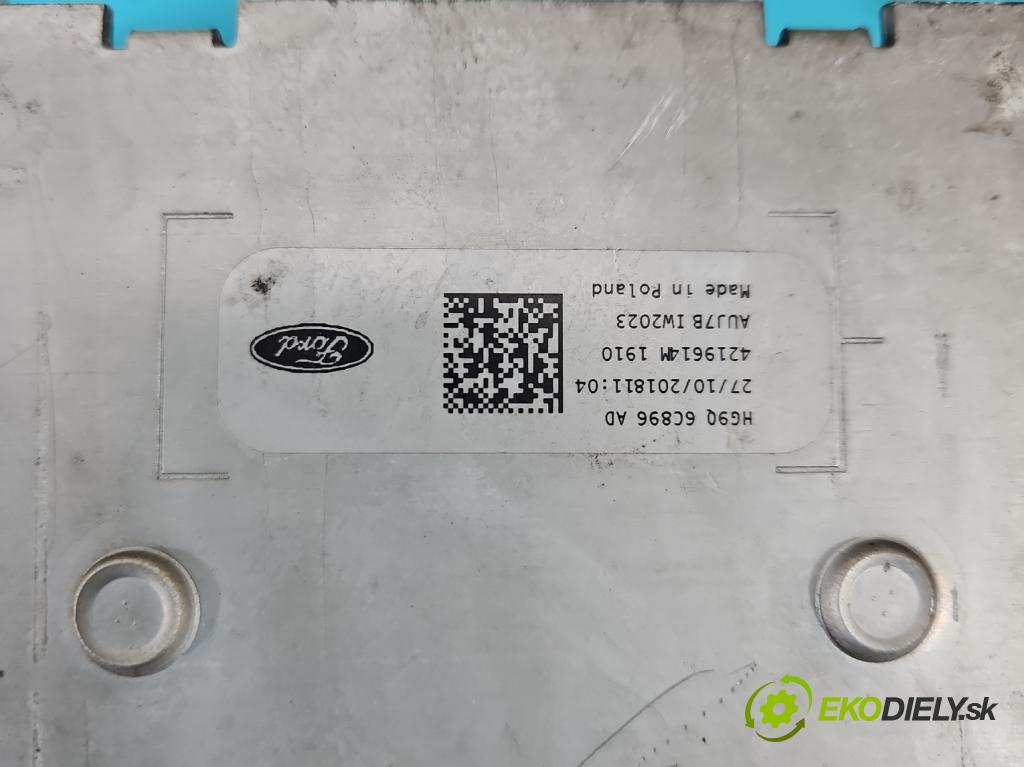 HG9Q 6C896 AD
27/10/201811:04
4219614M 1910
AUJ7B IW2023
Made in Poland
Ford
EKODIELY.sk